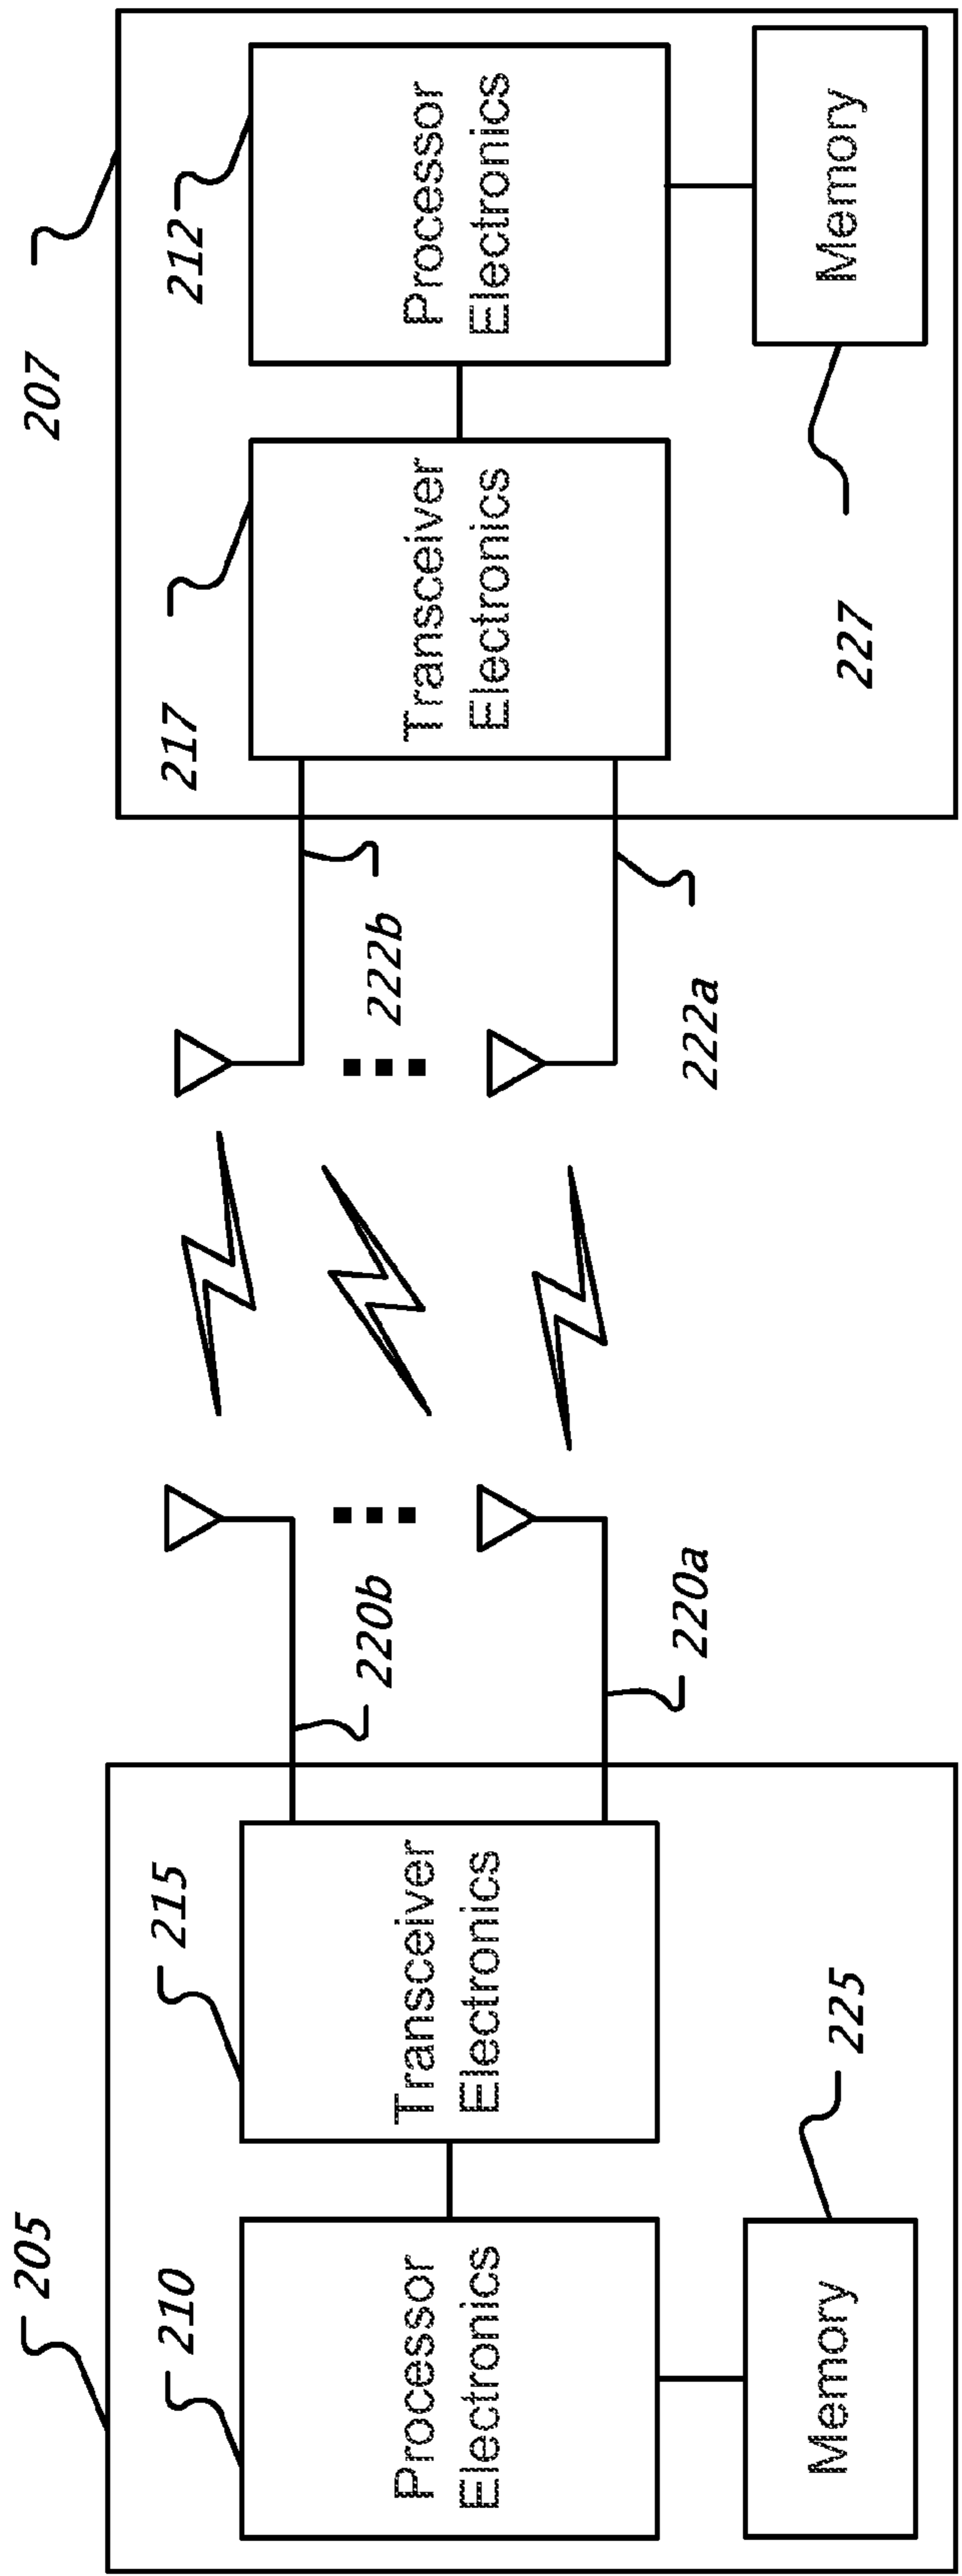 205
207
210
215
217
212
Processor
Electronics
Transceiver
Electronics
Transceiver
Electronics
Processor
Electronics
220b
222b
220a
222a
Memory
225
227
Memory